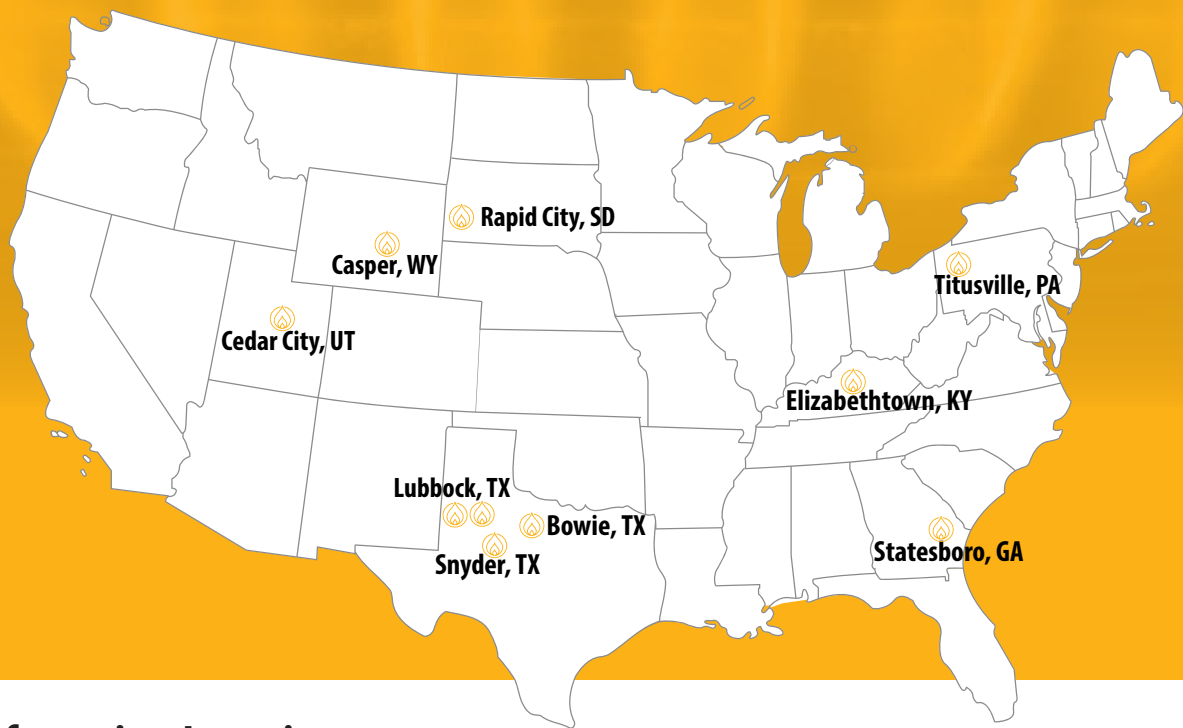 Rapid City, SD
Casper, WY
Titusville, PA
Cedar City, UT
Elizabethtown, KY
Lubbock, TX
Bowie, TX
Statesboro, GA
Snyder, TX